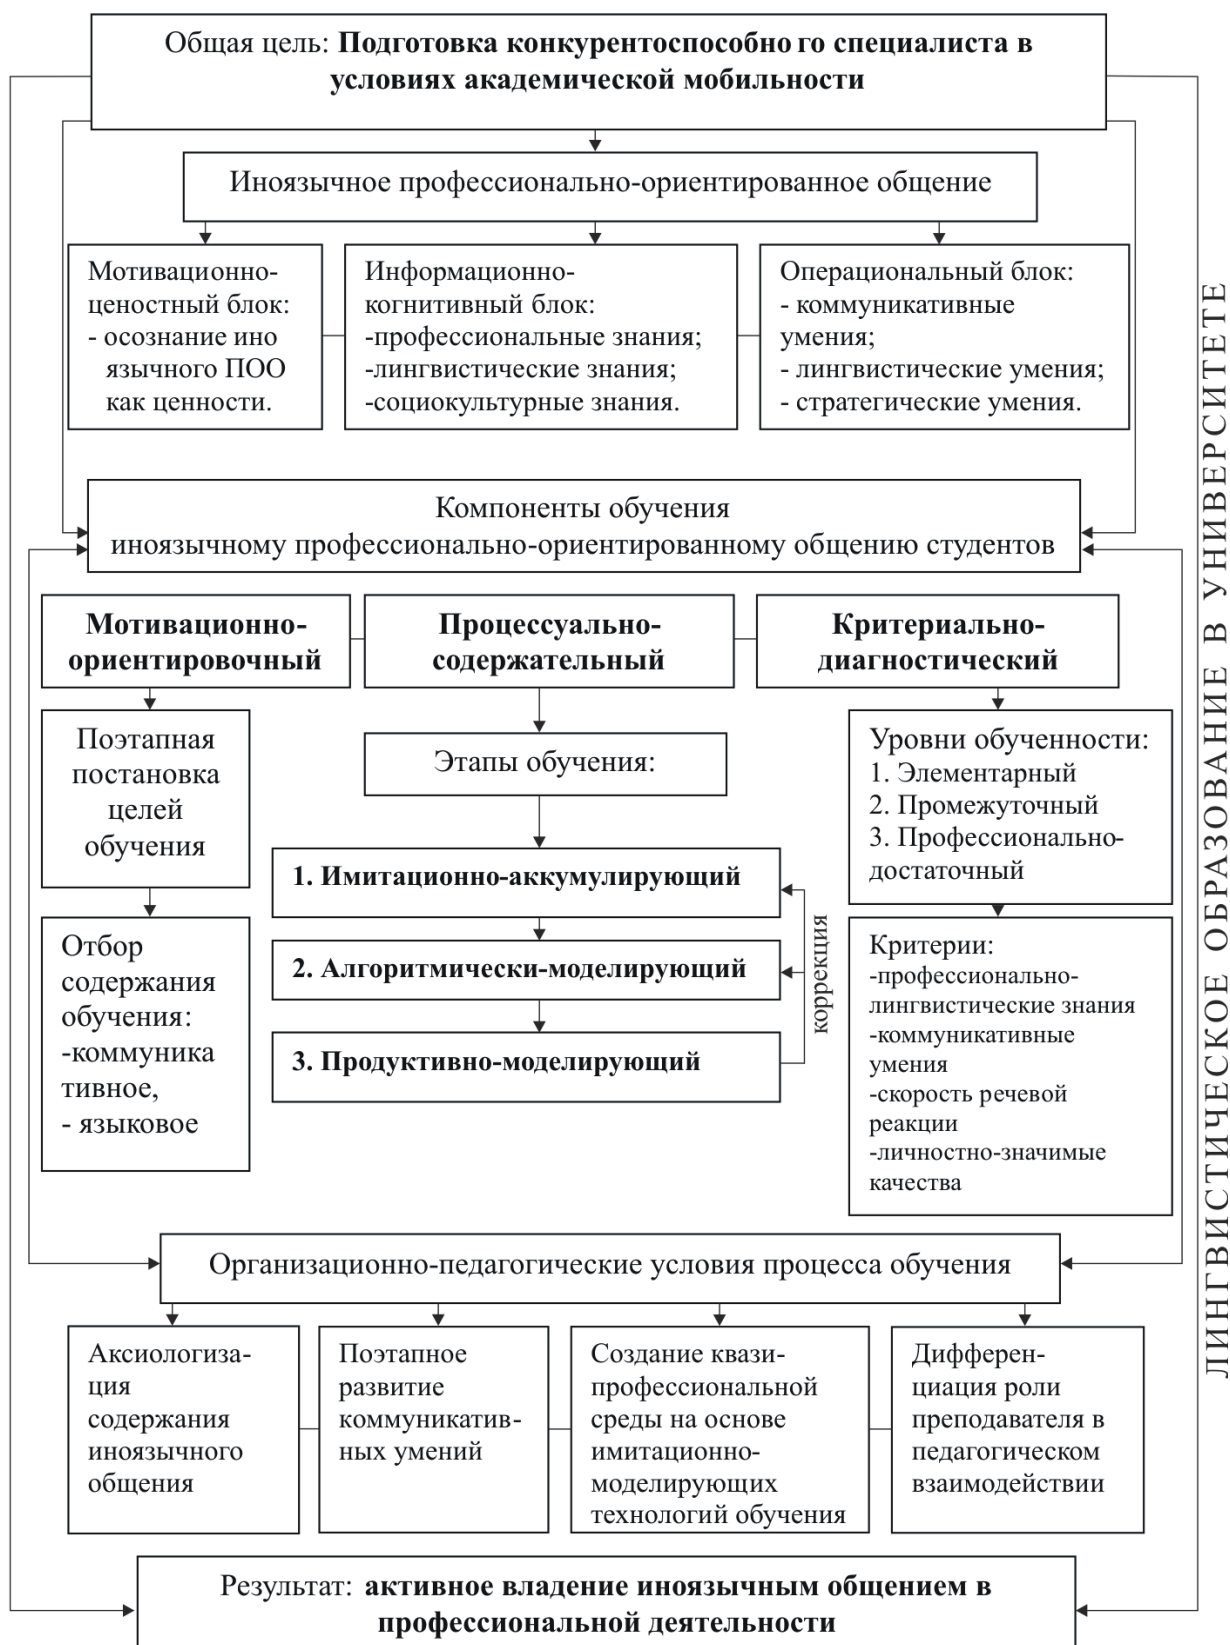 Общая цель: Подготовка конкурентоспособно го специалиста в
условиях академической мобильности
Иноязычное профессионально-ориентированное общение
Мотивационно-
ценостный блок:
- осознание ино
язычного ПОО
как ценности.
Информационно-
когнитивный блок:
-профессиональные знания;
-лингвистические знания;
-социокультурные знания.
Операциональный блок:
- коммуникативные
умения;
- лингвистические умения;
- стратегические умения.
Компоненты обучения
иноязычному профессионально-ориентированному общению студентов
Мотивационно-
ориентировочный
Процессуально-
содержательный
Критериально-
диагностический
Поэтапная
постановка
целей
обучения
Отбор
содержания
обучения:
-коммуника
тивное,
- языковое
Этапы обучения:
1. Имитационно-аккумулирующий
2. Алгоритмически-моделирующий
3. Продуктивно-моделирующий
коррекция
Уровни обученности:
1. Элементарный
2. Промежуточный
3. Профессионально-
достаточный
Критерии:
-профессионально-
лингвистические знания
-коммуникативные
умения
-скорость речевой
реакции
-личностно-значимые
качества
Организационно-педагогические условия процесса обучения
Аксиологиза-
ция
содержания
иноязычного
общения
Поэтапное
развитие
коммуникатив-
ных умений
Создание квази-
профессиональной
среды на основе
имитационно-
моделирующих
технологий обучения
Дифферен-
циация роли
преподавателя в
педагогическом
взаимодействии
Результат: активное владение иноязычным общением в
профессиональной деятельности
ЛИНГВИСТИЧЕСКОЕ ОБРАЗОВАНИЕ В УНИВЕРСИТЕТЕ